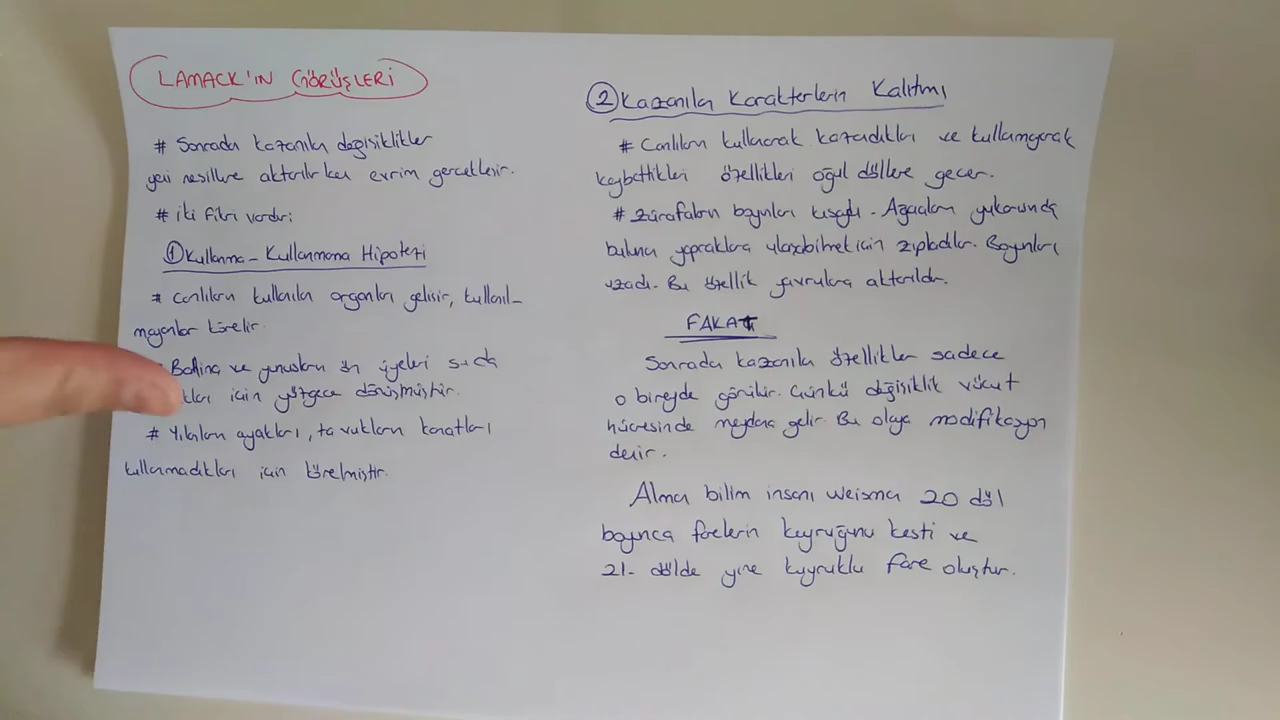 LAMACK'IN GÖRÜŞLERİ
# Sonradan kazanılan değişiklikler
yeni nesillere aktarılırken evrim gerçekleşir.
# iki fikri vardır:
① Kullanma - Kullanmama Hipotezi
# Canlıların kullanılan organları gelişir, kullanıl-
mayanlar körelir.
Balina ve yunusların ön üyeleri suda
için yüzgece dönüşmüştür.
# Yılanların ayakları, tavukların kanatları
kullanmadıkları için körelmiştir.
② Kazanılan Karakterlerin Kalıtımı
# Canlıların kullanarak kazandıkları ve kullanmayarak
kaybettikleri özellikleri oğul döllere geçer.
# Zürafaların boyunları kısaydı. Ağaçların yukarısında
bulunan yapraklara ulaşabilmek için zıpladılar. Boyunları
uzadı. Bu özellik yavrulara aktarıldı.
FAKAT
Sonradan kazanılan özellikler sadece
o bireyde görülür. Çünkü değişiklik vücut
hücresinde meydana gelir. Bu olaya modifikasyon
denir.
Alman bilim insanı Weisman 20 döl
boyunca farelerin kuyruğunu kesti ve
21. dölde yine kuyruklu fare oluştur.